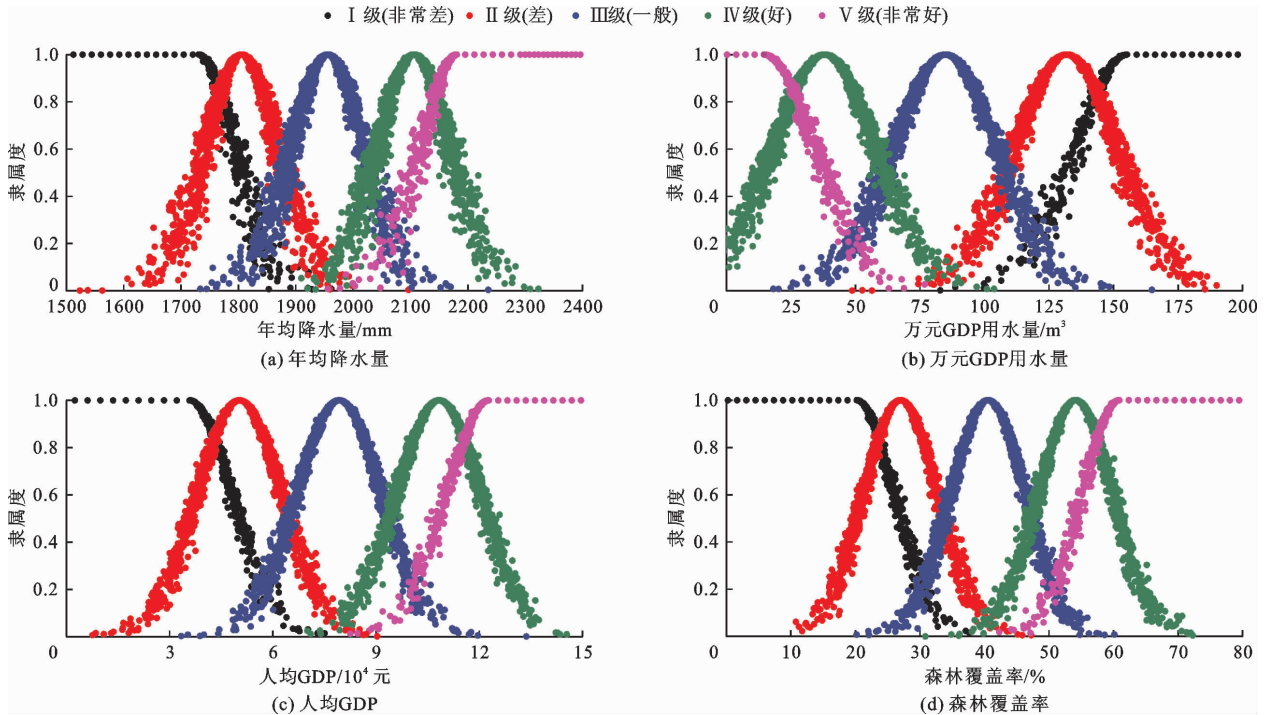 Ⅰ级(非常差) Ⅱ级(差) Ⅲ级(一般) Ⅳ级(好) Ⅴ级(非常好)
隶属度
1.0
0.8
0.6
0.4
0.2
0
1500 1600 1700 1800 1900 2000 2100 2200 2300 2400
年均降水量/mm
(a) 年均降水量
隶属度
1.0
0.8
0.6
0.4
0.2
0 25 50 75 100 125 150 175 200
万元GDP用水量/m³
(b) 万元GDP用水量
隶属度
1.0
0.8
0.6
0.4
0.2
0 3 6 9 12 15
人均GDP/10⁴ 元
(c) 人均GDP
隶属度
1.0
0.8
0.6
0.4
0.2
0 10 20 30 40 50 60 70 80
森林覆盖率/%
(d) 森林覆盖率